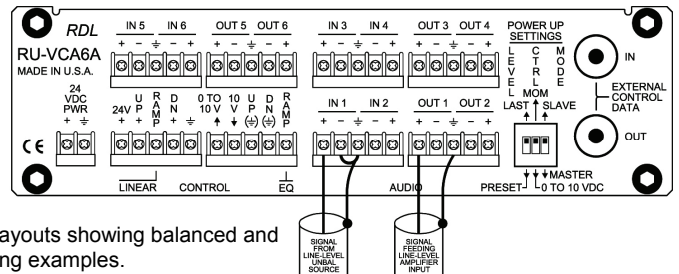 RDL
RU-VCA6A
MADE IN U.S.A.
IN 5 IN 6
+ - ⏚ - +
OUT 5 OUT 6
+ - ⏚ - +
IN 3 IN 4
+ - ⏚ - +
OUT 3 OUT 4
+ - ⏚ - +
POWER UP
SETTINGS
LEVEL
CTRL
MODE
MOM
LAST
SLAVE
IN
EXTERNAL
CONTROL
DATA
OUT
24
VDC
PWR
+ ⏚
24V
+
UP
RAMP
DN
+
⏚
0 TO
10 V
10
V
UP
(⏚)
DN
(⏚)
RAMP
IN 1 IN 2
+ - ⏚ - +
OUT 1 OUT 2
+ - ⏚ - +
CE
LINEAR
CONTROL
EQ
AUDIO
MASTER
PRESET
0 TO 10 VDC
SIGNAL
FROM
LINE-LEVEL
UNBAL
SOURCE
SIGNAL
FEEDING
LINE-LEVEL
AMPLIFIER
INPUT
ayouts showing balanced and
ng examples.